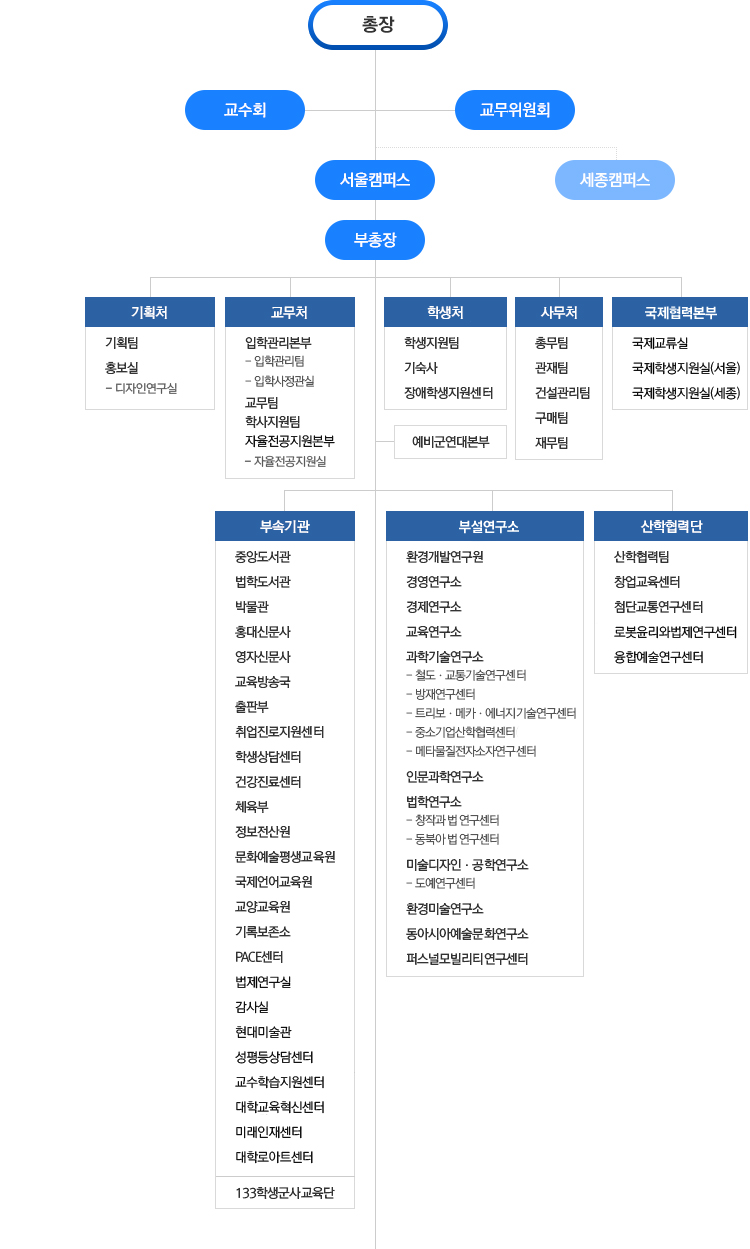 총장
교수회
교무위원회
서울캠퍼스
세종캠퍼스
부총장
기획처
기획팀
홍보실
– 디자인연구실
교무처
입학관리본부
– 입학관리팀
– 입학사정관실
교무팀
학사지원팀
자율전공지원본부
– 자율전공지원실
학생처
학생지원팀
기숙사
장애학생지원센터
사무처
총무팀
관재팀
건설관리팀
구매팀
재무팀
국제협력본부
국제교류실
국제학생지원실(서울)
국제학생지원실(세종)
예비군연대본부
부속기관
중앙도서관
법학도서관
박물관
홍대신문사
영자신문사
교육방송국
출판부
취업진로지원센터
학생상담센터
건강진료센터
체육부
정보전산원
문화예술평생교육원
국제언어교육원
교양교육원
기록보존소
PACE센터
법제연구실
감사실
현대미술관
성평등상담센터
교수학습지원센터
대학교육혁신센터
미래인재센터
대학로아트센터
133학생군사교육단
부설연구소
환경개발연구원
경영연구소
경제연구소
교육연구소
과학기술연구소
– 철도 · 교통기술연구센터
– 방재연구센터
– 트리보 · 메카 · 에너지기술연구센터
– 중소기업산학협력센터
– 메타물질전자소자연구센터
인문과학연구소
법학연구소
– 창작과 법 연구센터
– 동북아 법 연구센터
미술디자인 · 공학연구소
– 도예연구센터
환경미술연구소
동아시아예술문화연구소
퍼스널모빌리티연구센터
산학협력단
산학협력팀
창업교육센터
첨단교통연구센터
로봇윤리와법제연구센터
융합예술연구센터